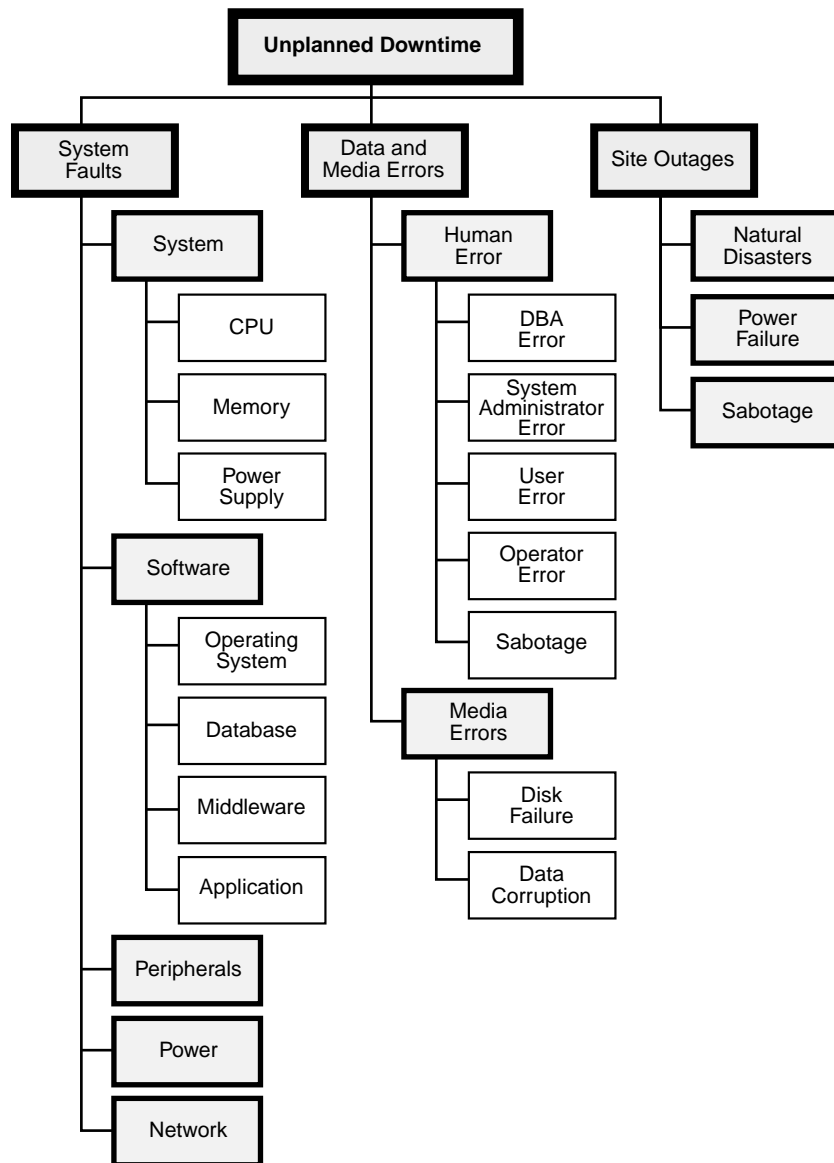 Unplanned Downtime
System
Faults
Data and
Media Errors
Site Outages
System
CPU
Memory
Power
Supply
Software
Operating
System
Database
Middleware
Application
Peripherals
Power
Network
Human
Error
DBA
Error
System
Administrator
Error
User
Error
Operator
Error
Sabotage
Media
Errors
Disk
Failure
Data
Corruption
Natural
Disasters
Power
Failure
Sabotage